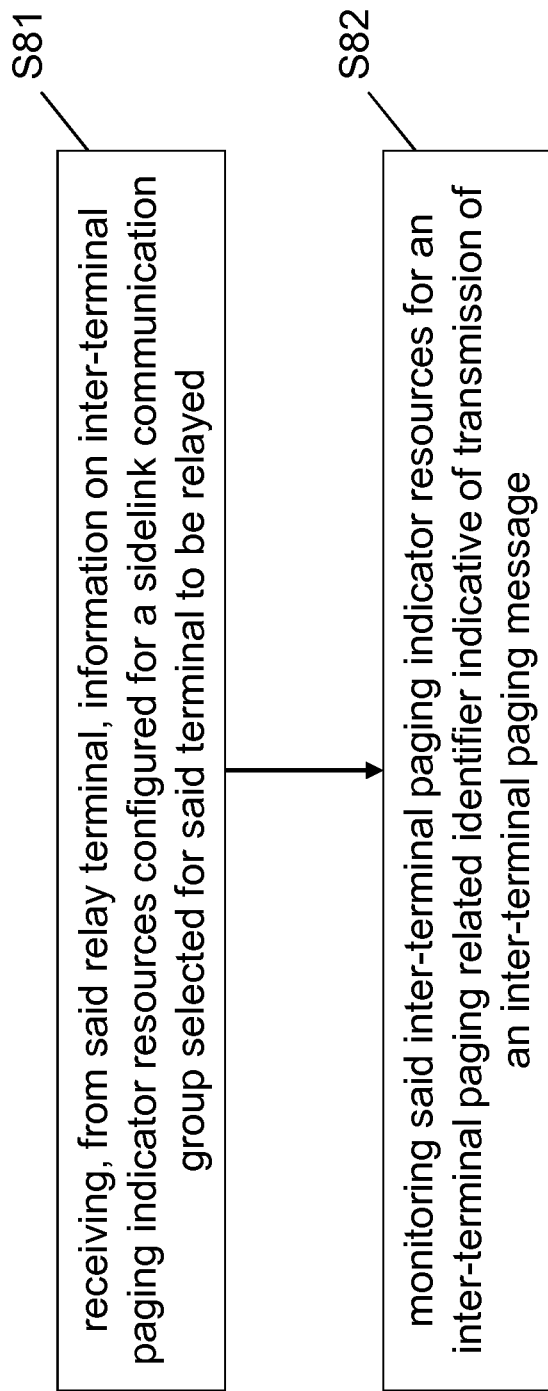 S81
receiving, from said relay terminal, information on inter-terminal
paging indicator resources configured for a sidelink communication
group selected for said terminal to be relayed
S82
monitoring said inter-terminal paging indicator resources for an
inter-terminal paging related identifier indicative of transmission of
an inter-terminal paging message